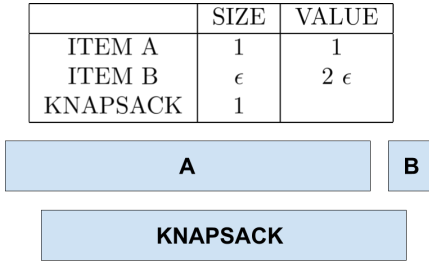 SIZE VALUE
ITEM A 1 1
ITEM B ϵ 2 ϵ
KNAPSACK 1
A B
KNAPSACK